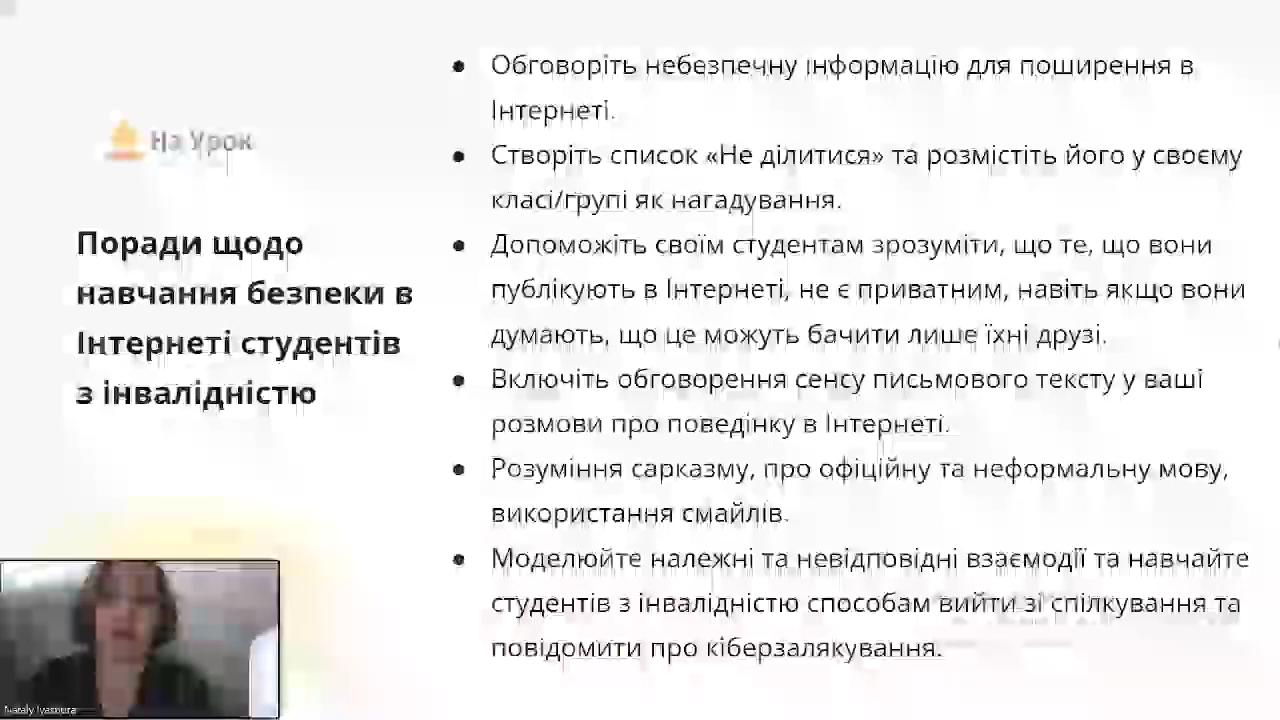 На Урок
Поради щодо
навчання безпеки в
Інтернеті студентів
з інвалідністю
• Обговоріть небезпечну інформацію для поширення в
Інтернеті.
• Створіть список «Не ділитися» та розмістіть його у своєму
класі/групі як нагадування.
• Допоможіть своїм студентам зрозуміти, що те, що вони
публікують в Інтернеті, не є приватним, навіть якщо вони
думають, що це можуть бачити лише їхні друзі.
• Включіть обговорення сенсу письмового тексту у ваші
розмови про поведінку в Інтернеті.
• Розуміння сарказму, про офіційну та неформальну мову,
використання смайлів.
• Моделюйте належні та невідповідні взаємодії та навчайте
студентів з інвалідністю способам вийти зі спілкування та
повідомити про кіберзалякування.
Nataly